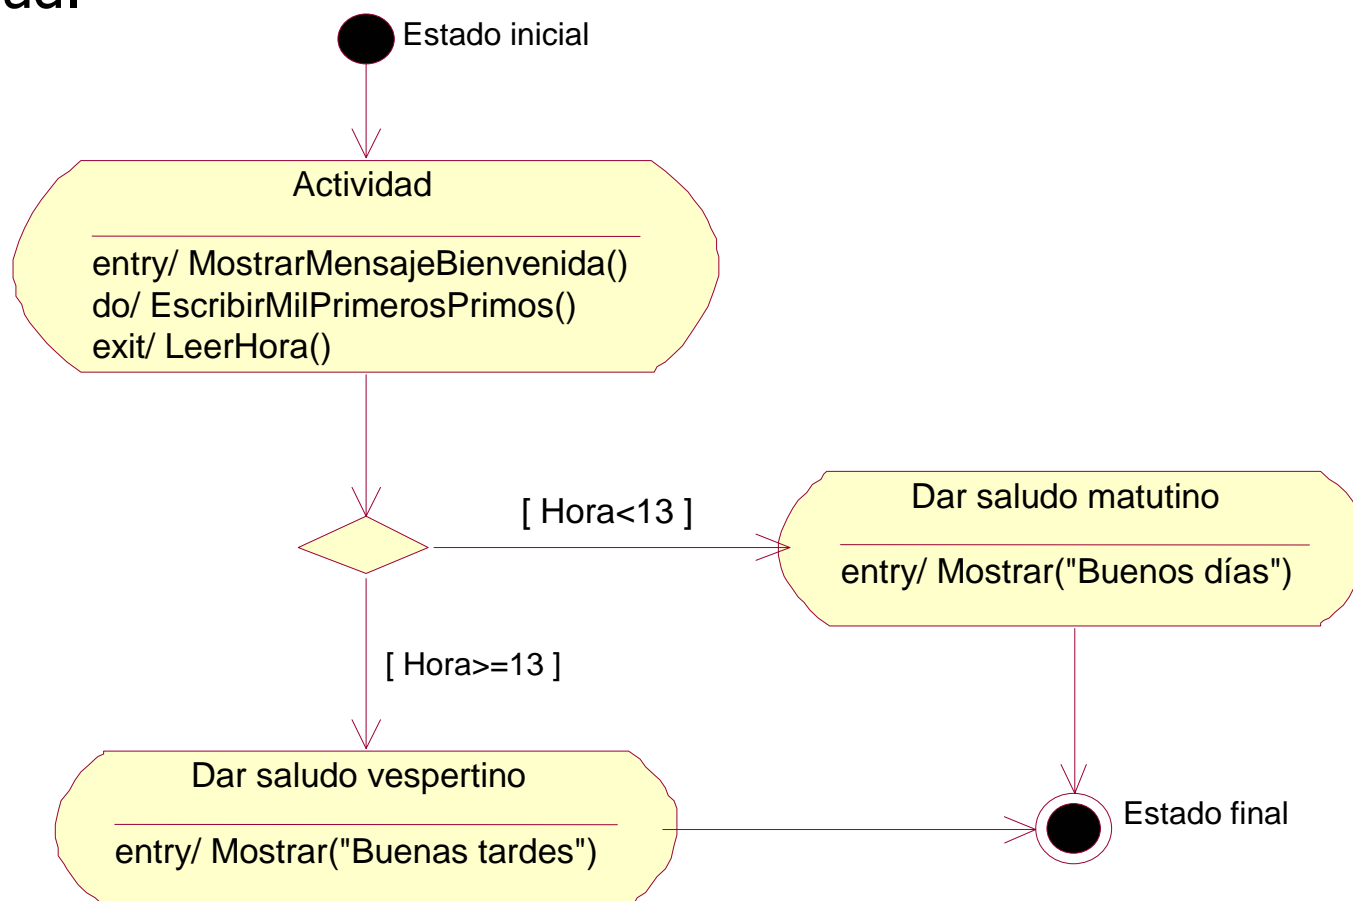 Estado inicial
Actividad
entry/ MostrarMensajeBienvenida()
do/ EscribirMilPrimerosPrimos()
exit/ LeerHora()
[ Hora<13 ]
Dar saludo matutino
entry/ Mostrar("Buenos días")
[ Hora>=13 ]
Dar saludo vespertino
entry/ Mostrar("Buenas tardes")
Estado final